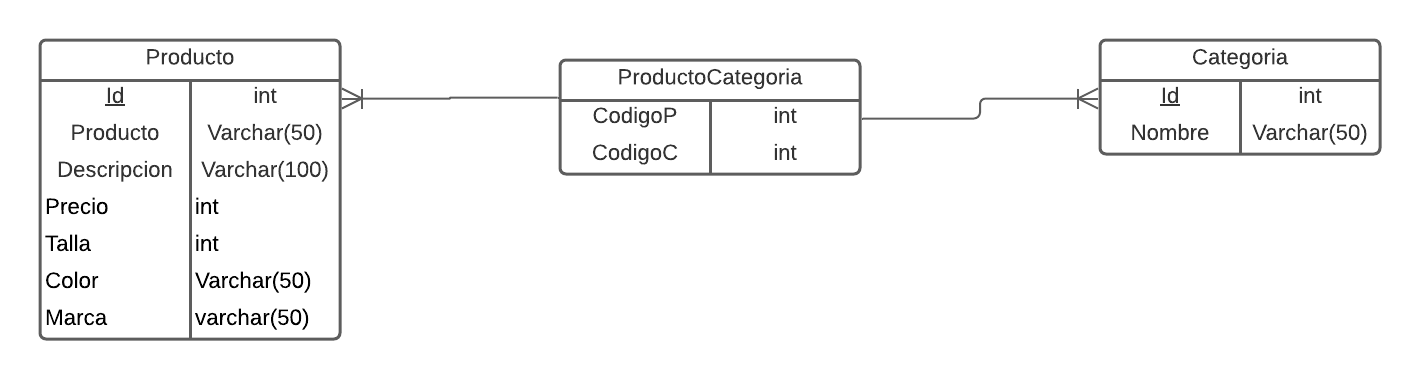 Producto
Id int
Producto Varchar(50)
Descripcion Varchar(100)
Precio int
Talla int
Color Varchar(50)
Marca varchar(50)
ProductoCategoria
CodigoP int
CodigoC int
Categoria
Id int
Nombre Varchar(50)